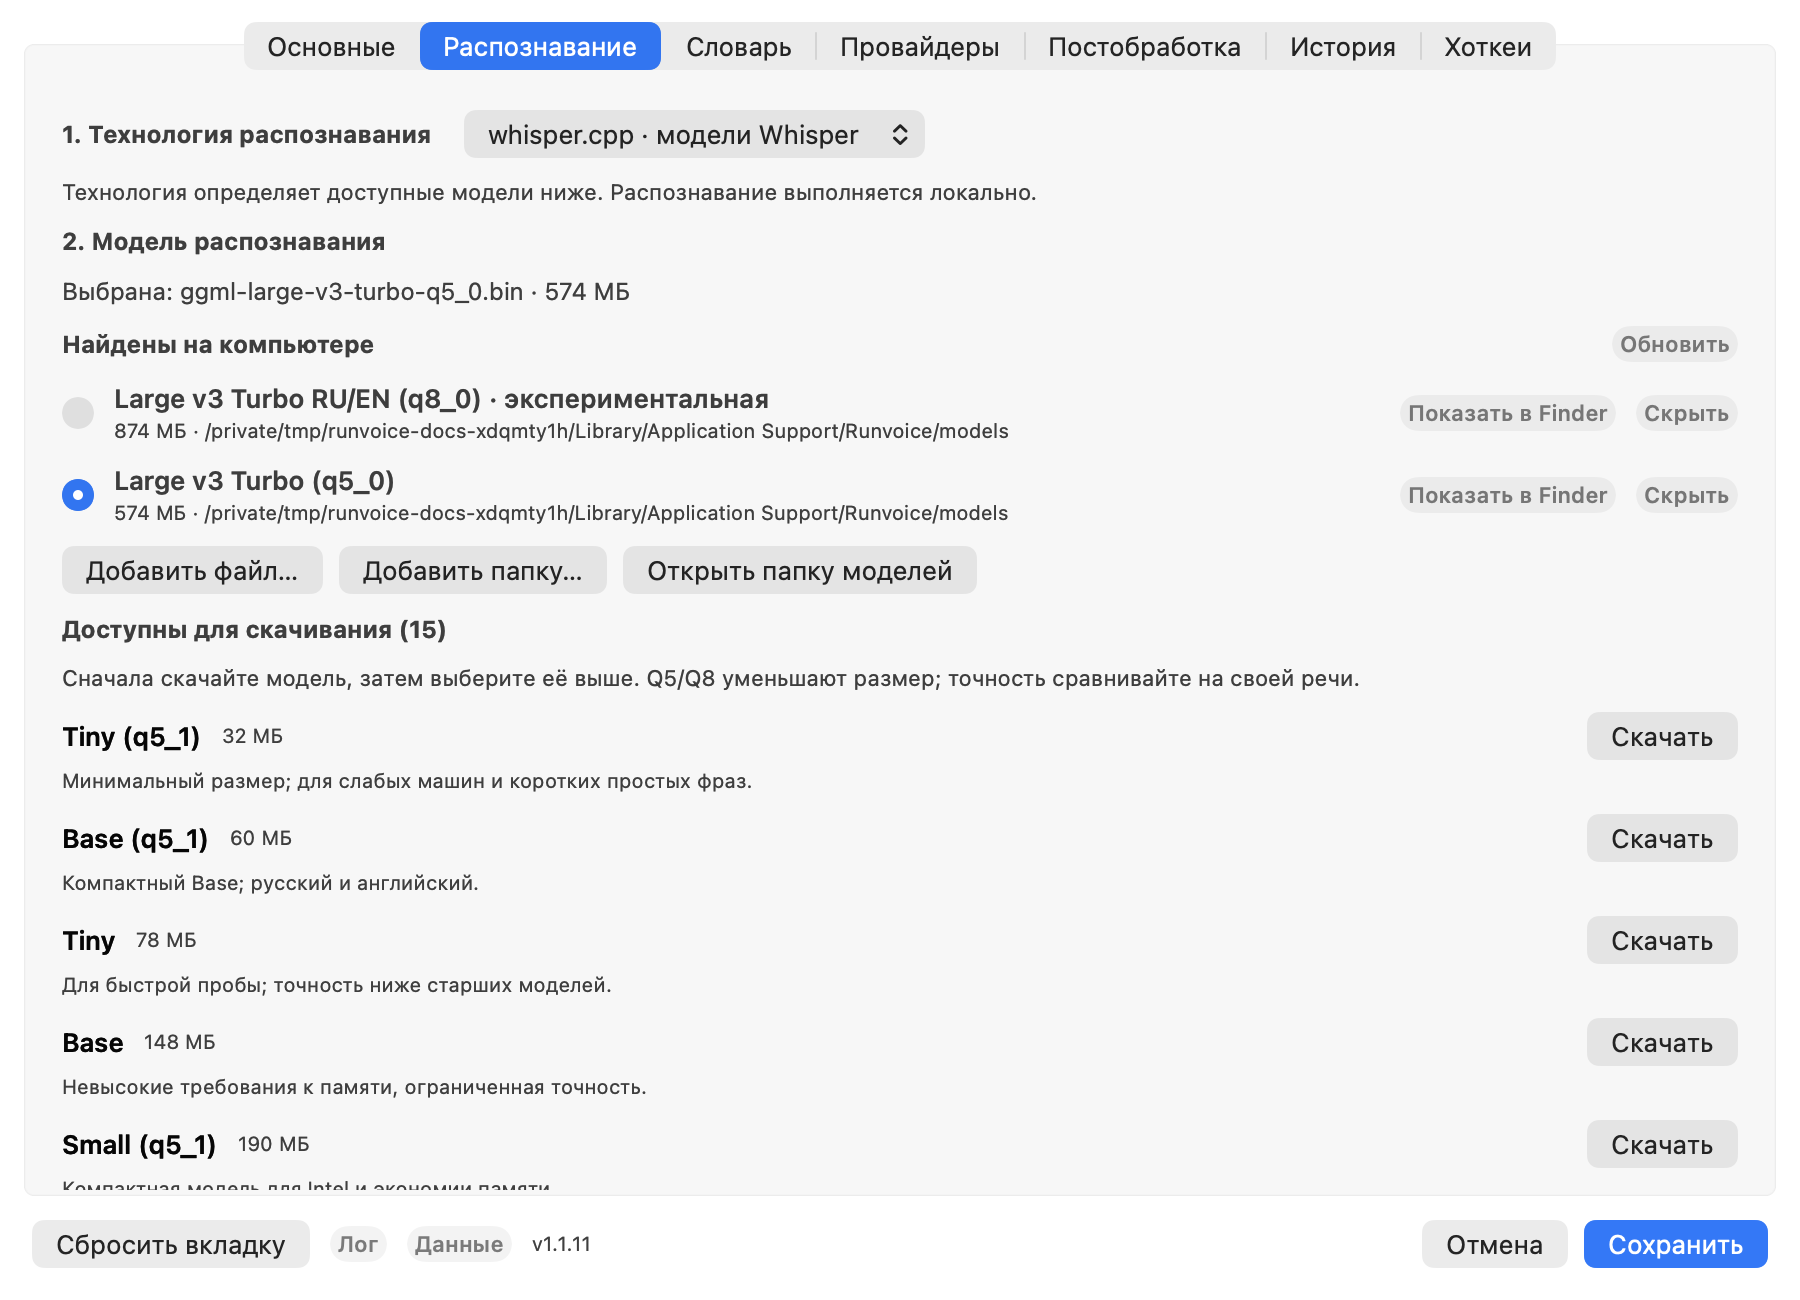 Основные Распознавание Словарь Провайдеры Постобработка История Хоткеи
1. Технология распознавания whisper.cpp · модели Whisper
Технология определяет доступные модели ниже. Распознавание выполняется локально.
2. Модель распознавания
Выбрана: ggml-large-v3-turbo-q5_0.bin · 574 МБ
Найдены на компьютере Обновить
Large v3 Turbo RU/EN (q8_0) · экспериментальная
874 МБ · /private/tmp/runvoice-docs-xdqmty1h/Library/Application Support/Runvoice/models Показать в Finder Скрыть
Large v3 Turbo (q5_0)
574 МБ · /private/tmp/runvoice-docs-xdqmty1h/Library/Application Support/Runvoice/models Показать в Finder Скрыть
Добавить файл... Добавить папку... Открыть папку моделей
Доступны для скачивания (15)
Сначала скачайте модель, затем выберите её выше. Q5/Q8 уменьшают размер; точность сравнивайте на своей речи.
Tiny (q5_1) 32 МБ Скачать
Минимальный размер; для слабых машин и коротких простых фраз.
Base (q5_1) 60 МБ Скачать
Компактный Base; русский и английский.
Tiny 78 МБ Скачать
Для быстрой пробы; точность ниже старших моделей.
Base 148 МБ Скачать
Невысокие требования к памяти, ограниченная точность.
Small (q5_1) 190 МБ Скачать
Компактная модель для Intel и экономии памяти
Сбросить вкладку Лог Данные v1.1.11 Отмена Сохранить